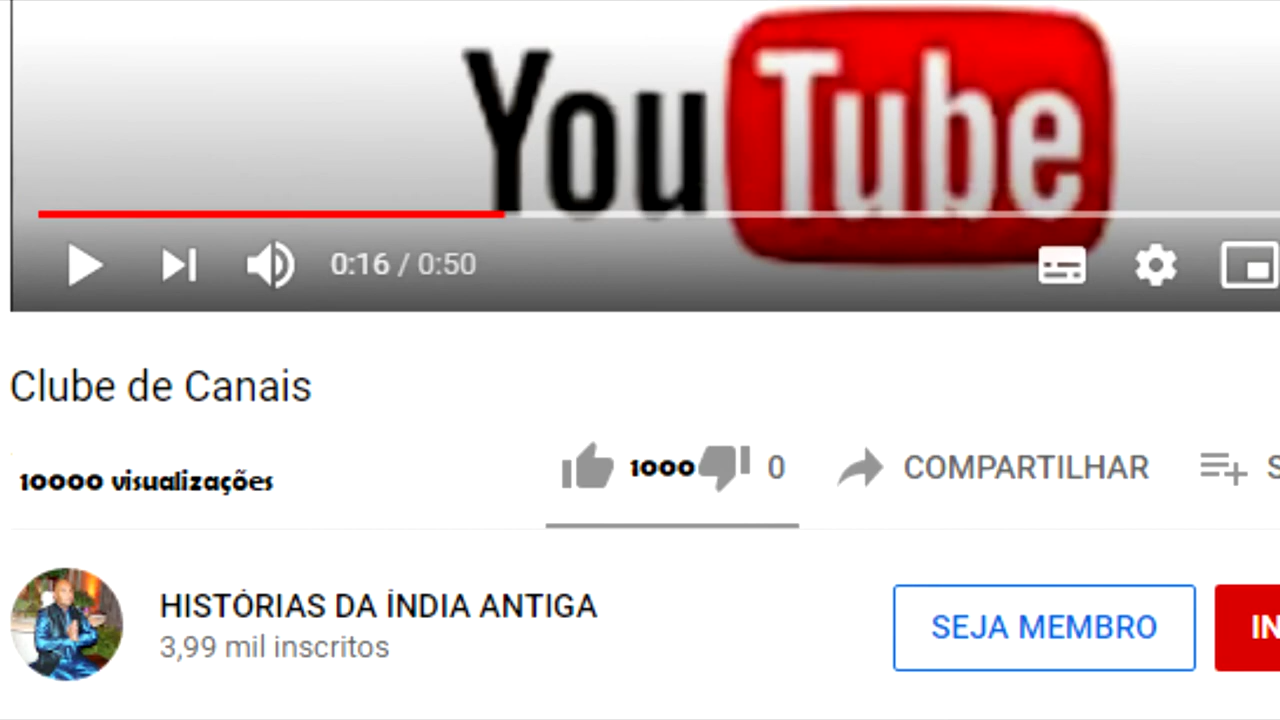 YouTube
0:16 / 0:50
Clube de Canais
10000 visualizações
1000
0
COMPARTILHAR
S
HISTÓRIAS DA ÍNDIA ANTIGA
3,99 mil inscritos
SEJA MEMBRO
IN